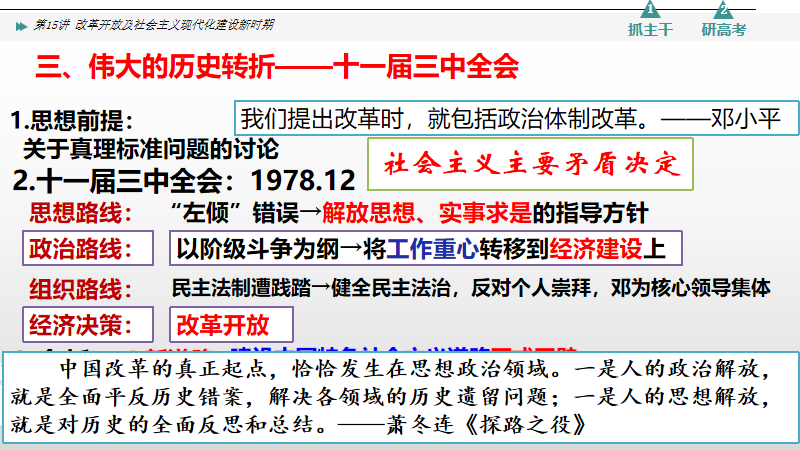 第15讲 改革开放及社会主义现代化建设新时期
1
抓主干
2
研高考
三、伟大的历史转折——十一届三中全会
1.思想前提：
我们提出改革时，就包括政治体制改革。——邓小平
关于真理标准问题的讨论
社会主义主要矛盾决定
2.十一届三中全会：1978.12
思想路线：
“左倾”错误→解放思想、实事求是的指导方针
政治路线：
以阶级斗争为纲→将工作重心转移到经济建设上
组织路线：
民主法制遭践踏→健全民主法治，反对个人崇拜，邓为核心领导集体
经济决策：
改革开放
中国改革的真正起点，恰恰发生在思想政治领域。一是人的政治解放，
就是全面平反历史错案，解决各领域的历史遗留问题；一是人的思想解放，
就是对历史的全面反思和总结。——萧冬连《探路之役》